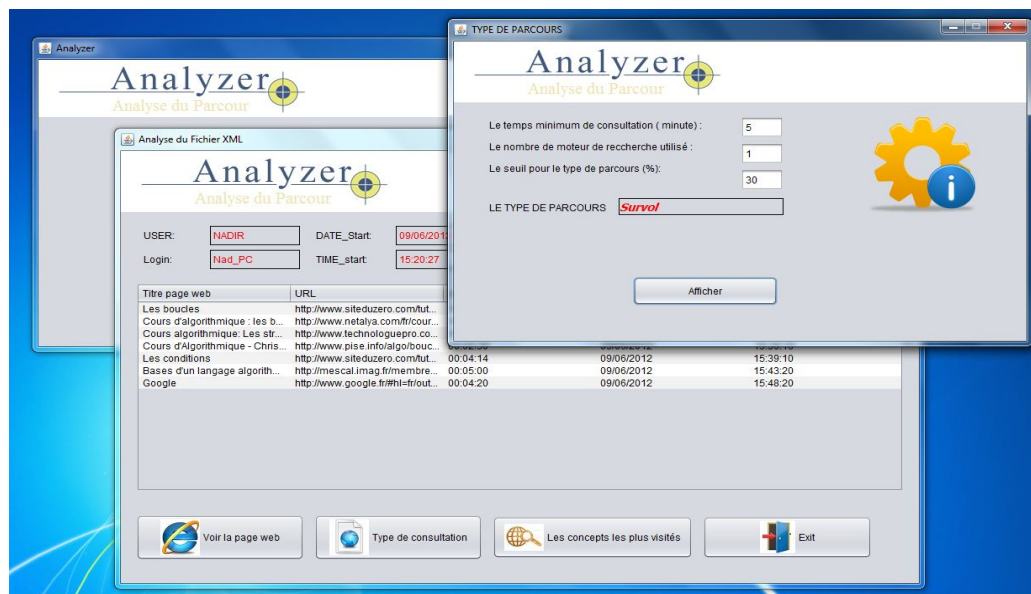 TYPE DE PARCOURS
Analyzer
Analyse du Parcour
Le temps minimum de consultation ( minute) : 5
Le nombre de moteur de reccherche utilisé : 1
Le seuil pour le type de parcours (%): 30
LE TYPE DE PARCOURS Survol
Afficher
Analyzer
Analyzer
Analyse du Parcour
Analyse du Fichier XML
Analyzer
Analyse du Parcour
USER: NADIR DATE_Start: 09/06/201
Login: Nad_PC TIME_start: 15:20:27
Titre page web URL
Les boucles http://www.siteduzero.com/tut...
Cours d'algorithmique : les b... http://www.netalya.com/fr/cour...
Cours algorithmique: Les str... http://www.technologuepro.co...
Cours d'Algorithmique - Chris... http://www.pise.info/algo/bouc...
Les conditions http://www.siteduzero.com/tut... 00:04:14 09/06/2012 15:39:10
Bases d'un langage algorith... http://mescal.imag.fr/membre... 00:05:00 09/06/2012 15:43:20
Google http://www.google.fr/#hl=fr/out... 00:04:20 09/06/2012 15:48:20
Voir la page web
Type de consultation
Les concepts les plus visités
Exit